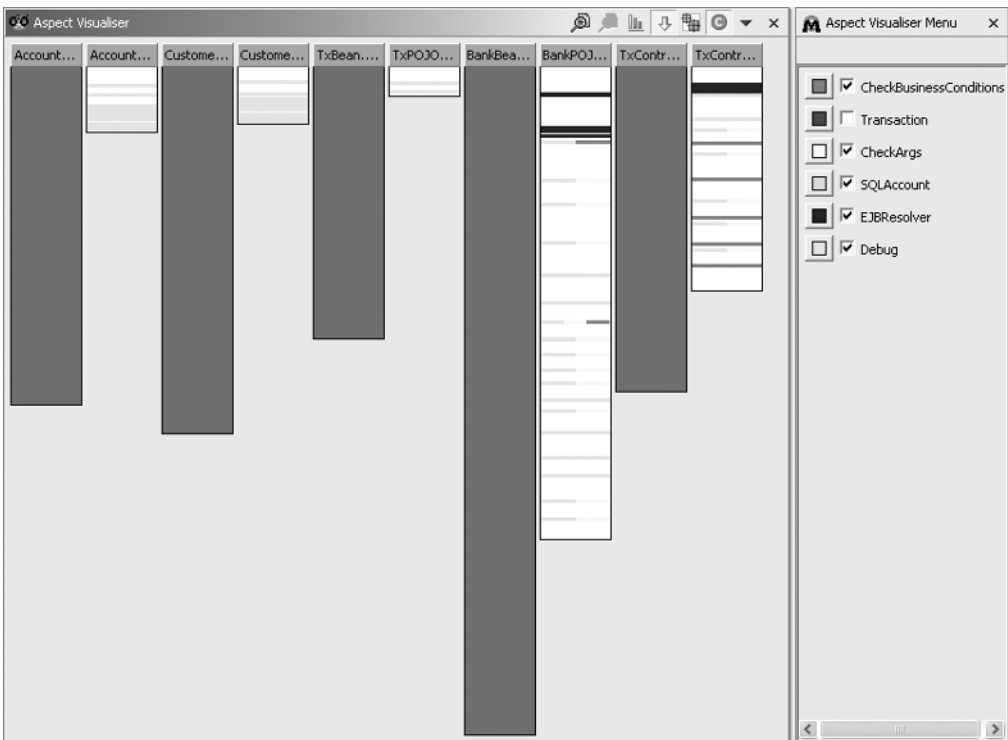 Aspect Visualiser
Account... Account... Custome... Custome... TxBean.... TxPOJO... BankBea... BankPOJ... TxContr... TxContr...
Aspect Visualiser Menu
CheckBusinessConditions
Transaction
CheckArgs
SQLAccount
EJBResolver
Debug